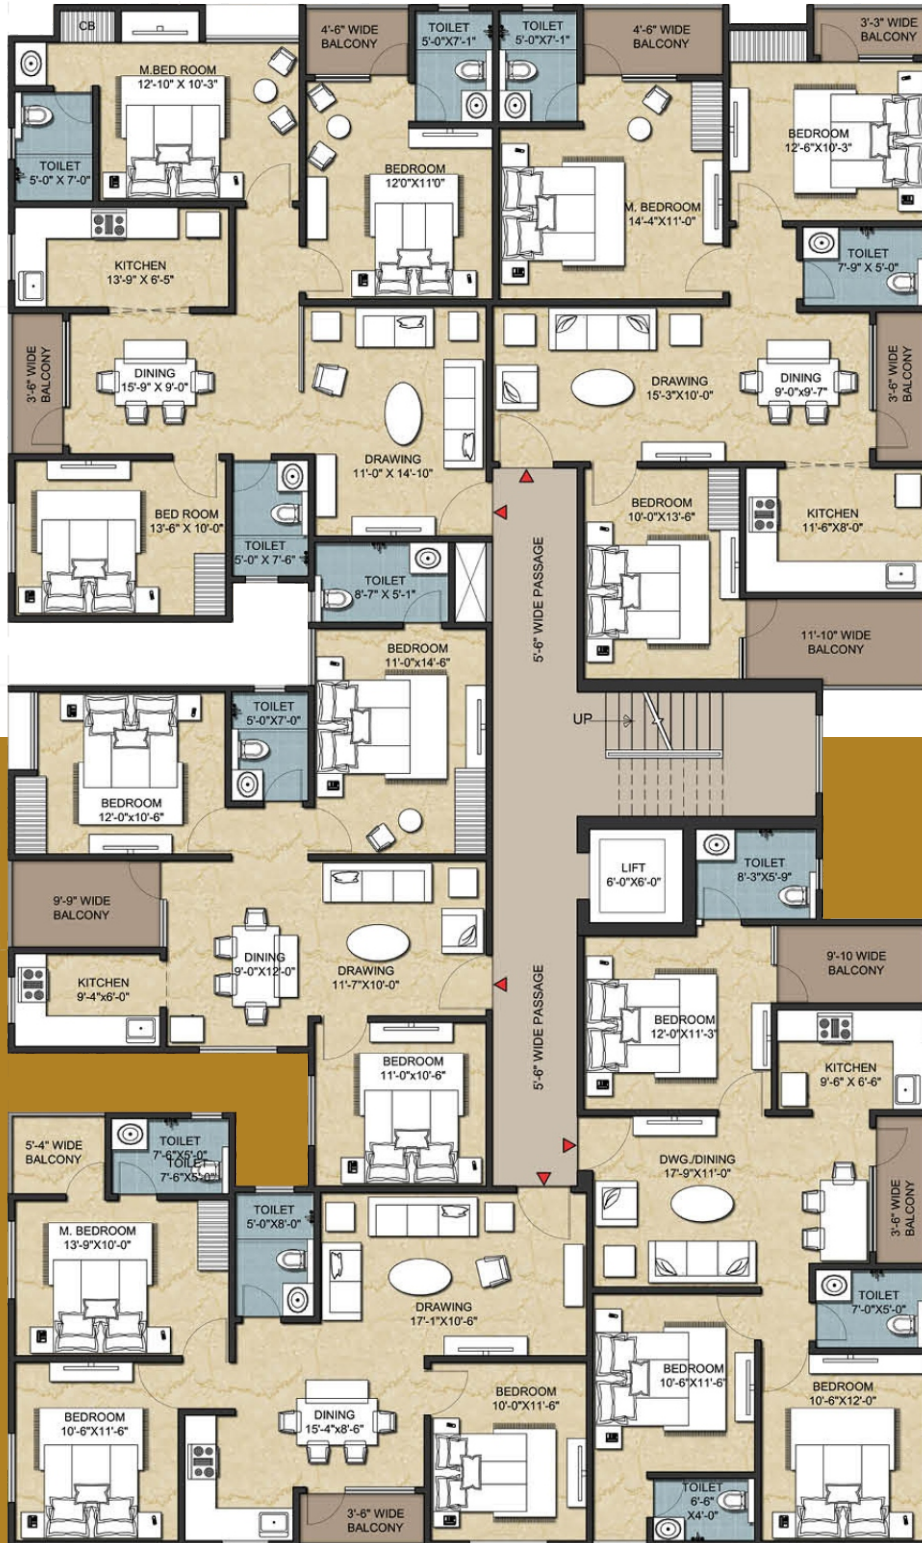 CB
4'-6" WIDE
BALCONY
TOILET
5'-0"X7'-1"
TOILET
5'-0"X7'-1"
4'-6" WIDE
BALCONY
3'-3" WIDE
BALCONY
M.BED ROOM
12'-10" X 10'-3"
TOILET
5'-0" X 7'-0"
BEDROOM
12'0"X11'0"
M. BEDROOM
14'-4"X11'-0"
BEDROOM
12'-6"X10'-3"
KITCHEN
13'-9" X 6'-5"
TOILET
7'-9" X 5'-0"
3'-6" WIDE
BALCONY
DINING
15'-9" X 9'-0"
DRAWING
11'-0" X 14'-10"
DRAWING
15'-3"X10'-0"
DINING
9'-0"x9'-7"
3'-6" WIDE
BALCONY
BED ROOM
13'-6" X 10'-0"
TOILET
5'-0" X 7'-6"
BEDROOM
10'-0"X13'-6"
KITCHEN
11'-6"X8'-0"
TOILET
8'-7" X 5'-1"
5'-6" WIDE PASSAGE
BEDROOM
11'-0"x14'-6"
11'-10" WIDE
BALCONY
TOILET
5'-0"X7'-0"
UP
BEDROOM
12'-0"x10'-6"
LIFT
6'-0"X6'-0"
TOILET
8'-3"X5'-9"
9'-9" WIDE
BALCONY
DINING
9'-0"X12'-0"
DRAWING
11'-7"X10'-0"
KITCHEN
9'-4"x6'-0"
5'-6" WIDE PASSAGE
9'-10 WIDE
BALCONY
BEDROOM
12'-0"X11'-3"
KITCHEN
9'-6" X 6'-6"
BEDROOM
11'-0"x10'-6"
5'-4" WIDE
BALCONY
TOILET
7'-6"X5'-0"
TOILET
7'-6"X5'-0"
DWG./DINING
17'-9"X11'-0"
3'-6" WIDE
BALCONY
M. BEDROOM
13'-9"X10'-0"
TOILET
5'-0"X8'-0"
DRAWING
17'-1"X10'-6"
TOILET
7'-0"X5'-0"
BEDROOM
10'-6"X11'-6"
DINING
15'-4"x8'-6"
BEDROOM
10'-0"X11'-6"
BEDROOM
10'-6"X11'-6"
BEDROOM
10'-6"X12'-0"
3'-6" WIDE
BALCONY
TOILET
6'-6"
X4'-0"